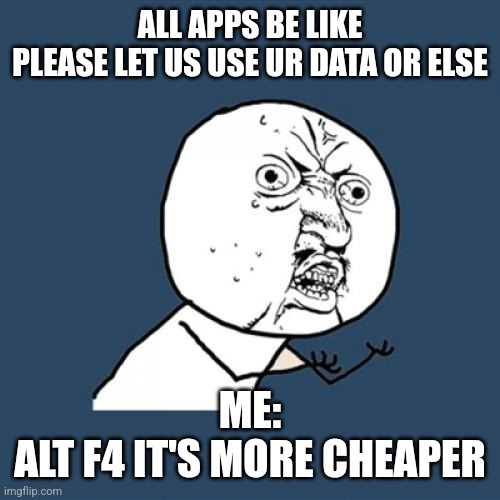 ALL APPS BE LIKE
PLEASE LET US USE UR DATA OR ELSE
ME:
ALT F4 IT'S MORE CHEAPER
imgflip.com